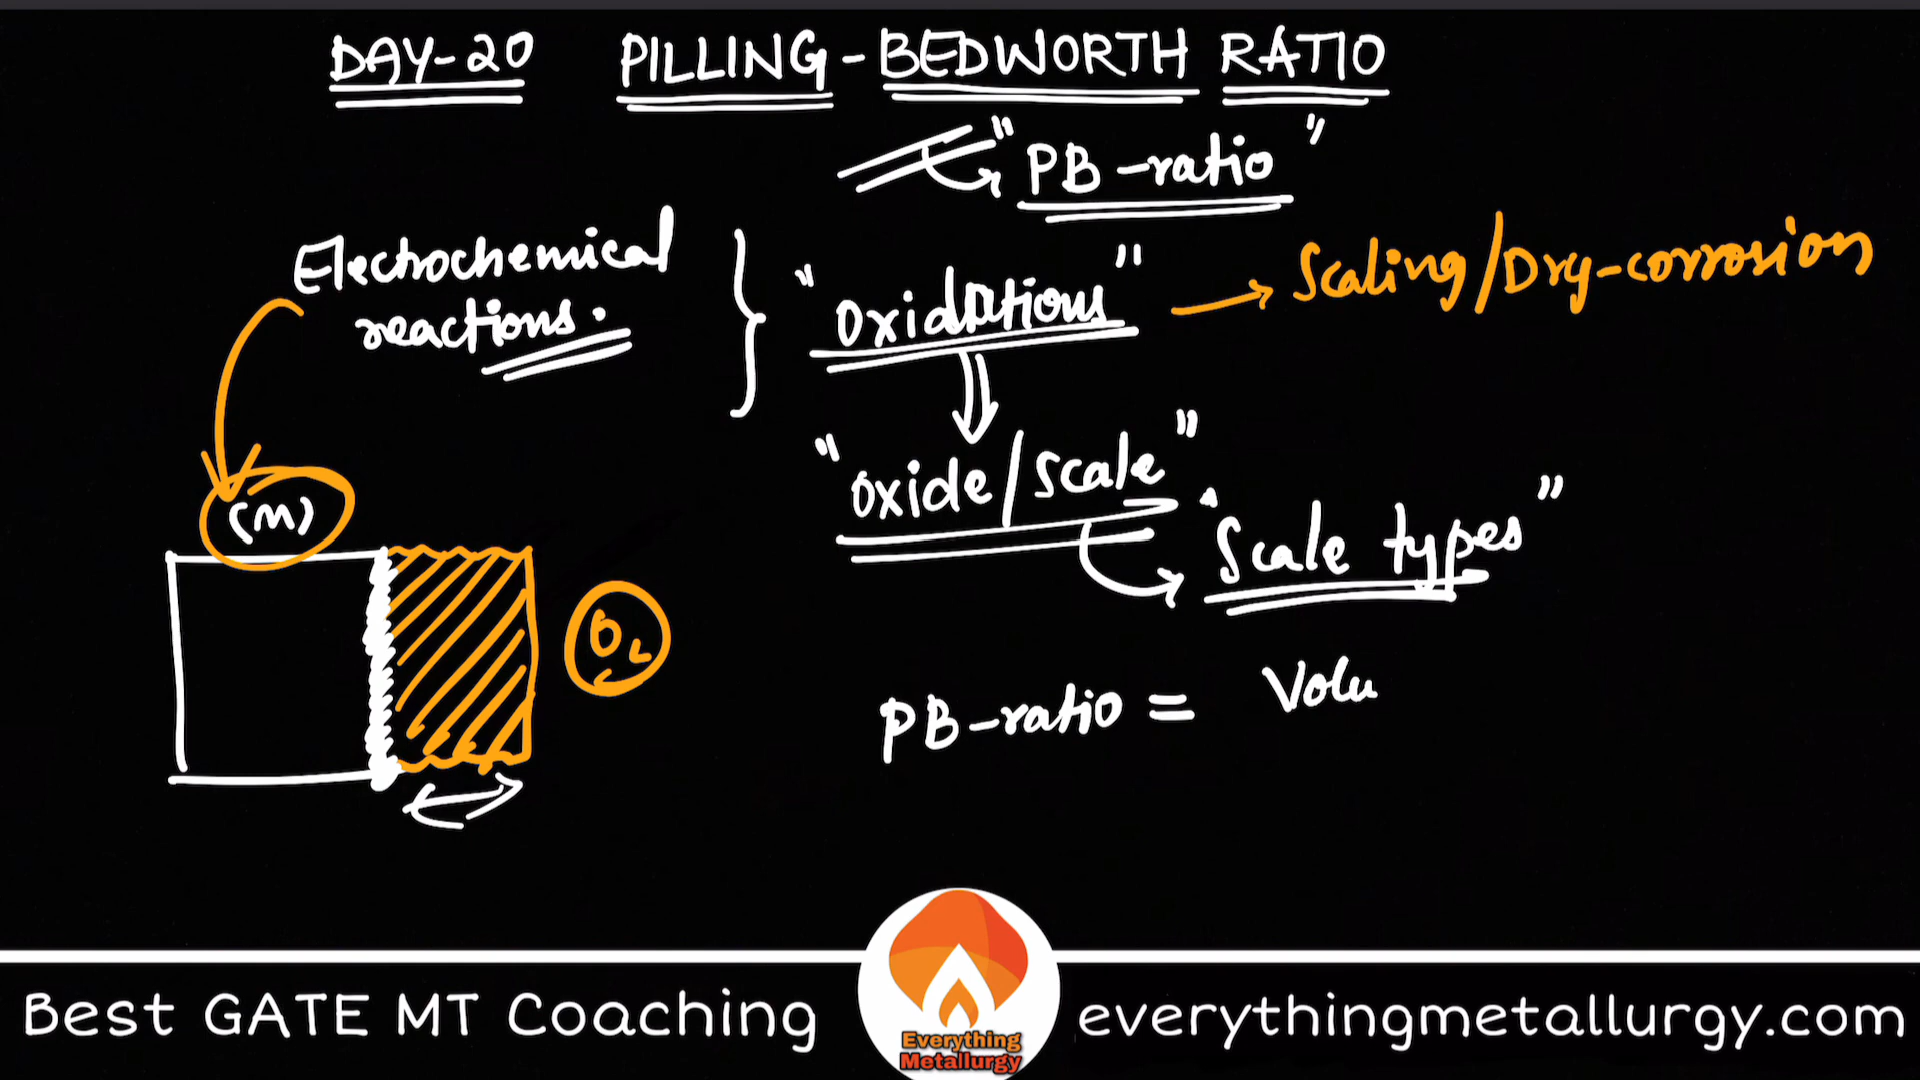 DAY-20 PILLING-BEDWORTH RATIO
"PB-ratio"
Electrochemical
reactions.
"oxidations" → Scaling/Dry-corrosion
"oxide/scale"
"Scale types"
(M)
O₂
PB-ratio = Volu
Best GATE MT Coaching
Everything
Metallurgy
everythingmetallurgy.com